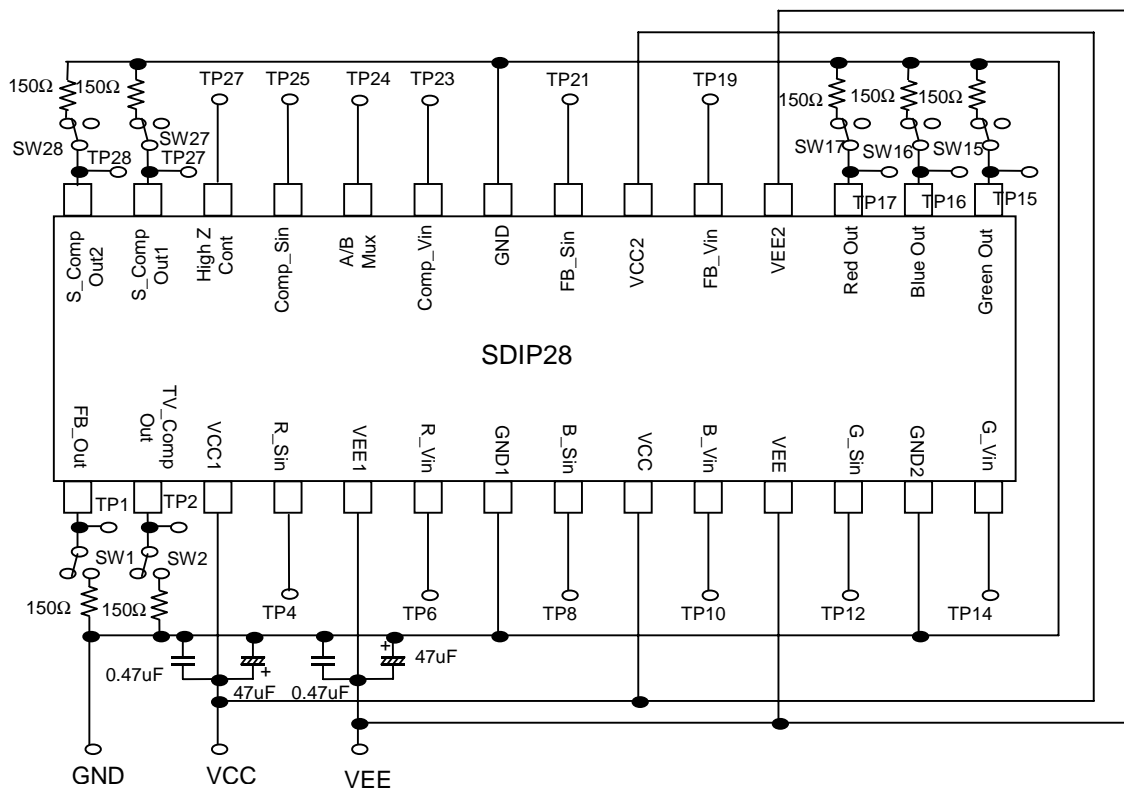 150Ω 150Ω TP27 TP25 TP24 TP23 TP21 TP19 150Ω 150Ω 150Ω
SW28 SW27 SW17 SW16 SW15
TP28 TP27 TP17 TP16 TP15
S_Comp
Out2
S_Comp
Out1
High Z
Cont
Comp_Sin
A/B
Mux
Comp_Vin
GND
FB_Sin
VCC2
FB_Vin
VEE2
Red Out
Blue Out
Green Out
SDIP28
FB_Out
TV_Comp
Out
VCC1
R_Sin
VEE1
R_Vin
GND1
B_Sin
VCC
B_Vin
VEE
G_Sin
GND2
G_Vin
TP1 TP2
SW1 SW2
150Ω 150Ω TP4 TP6 TP8 TP10 TP12 TP14
0.47uF + 47uF 0.47uF + 47uF
GND VCC VEE